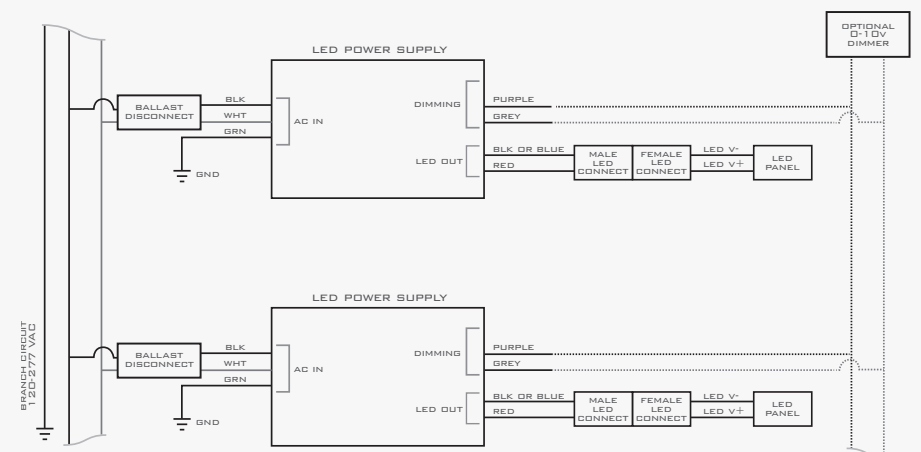 OPTIONAL
0-10V
DIMMER
LED POWER SUPPLY
BALLAST
DISCONNECT
BLK
WHT
GRN
GND
AC IN
DIMMING
LED OUT
PURPLE
GREY
BLK OR BLUE
RED
MALE
LED
CONNECT
FEMALE
LED
CONNECT
LED V-
LED V+
LED
PANEL
LED POWER SUPPLY
BRANCH CIRCUIT
120-277 VAC
BALLAST
DISCONNECT
BLK
WHT
GRN
GND
AC IN
DIMMING
LED OUT
PURPLE
GREY
BLK OR BLUE
RED
MALE
LED
CONNECT
FEMALE
LED
CONNECT
LED V-
LED V+
LED
PANEL